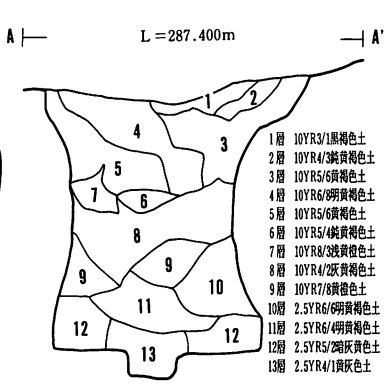 A L=287.400m A'
1 2
4 3
5
7 6
8
9 9
10
11
12 12
13
1層 10YR3/1黒褐色土
2層 10YR4/3鈍黄褐色土
3層 10YR5/6黄褐色土
4層 10YR6/8明黄褐色土
5層 10YR5/6黄褐色土
6層 10YR5/4鈍黄褐色土
7層 10YR8/3浅黄橙色土
8層 10YR4/2灰黄褐色土
9層 10YR7/8黄橙色土
10層 2.5YR6/6明黄褐色土
11層 2.5YR6/4明黄褐色土
12層 2.5YR5/2暗灰黄色土
13層 2.5YR4/1黄灰色土